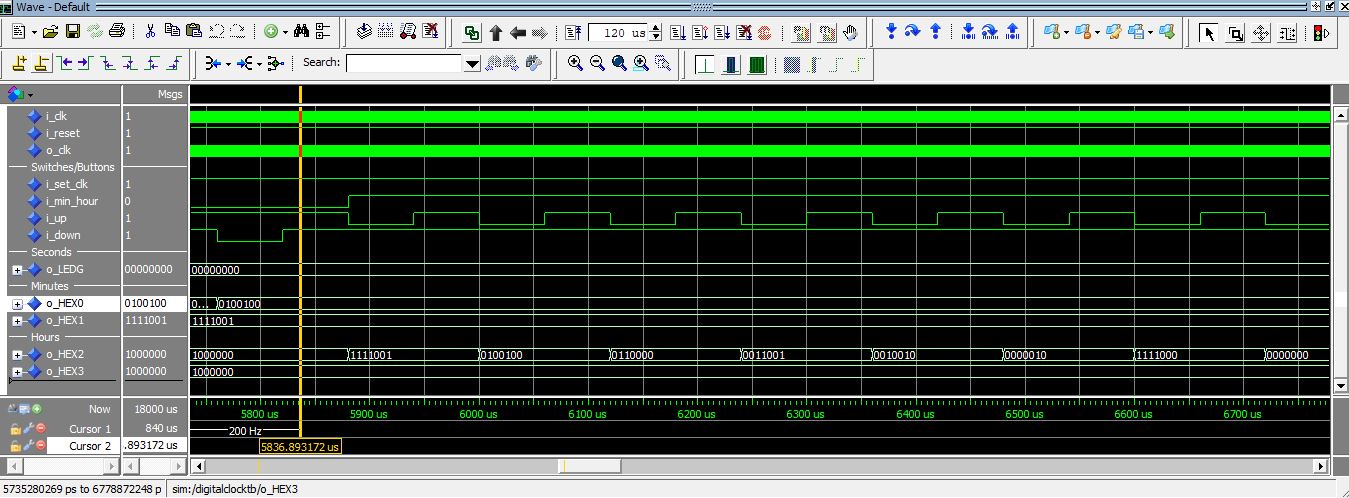 Wave - Default
120 us
Search:
Msgs
i_clk 1
i_reset 1
o_clk 1
Switches/Buttons
i_set_clk 1
i_min_hour 0
i_up 1
i_down 1
Seconds
o_LEDG 00000000 00000000
Minutes
o_HEX0 0100100 0... 0100100
o_HEX1 1111001 1111001
Hours
o_HEX2 1000000 1000000 1111001 0100100 0110000 0011001 0010010 0000010 1111000 0000000
o_HEX3 1000000 1000000
Now 18000 us 5800 us 5900 us 6000 us 6100 us 6200 us 6300 us 6400 us 6500 us 6600 us 6700 us
Cursor 1 840 us 200 Hz
Cursor 2 .893172 us 5836.893172 us
5735280269 ps to 6778872248 p sim:/digitalclocktb/o_HEX3